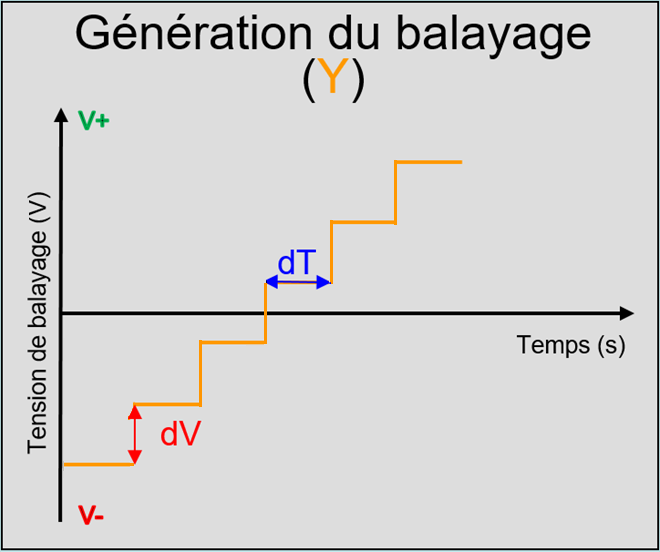 Génération du balayage
(Y)
V+
Tension de balayage (V)
dT
Temps (s)
dV
V-